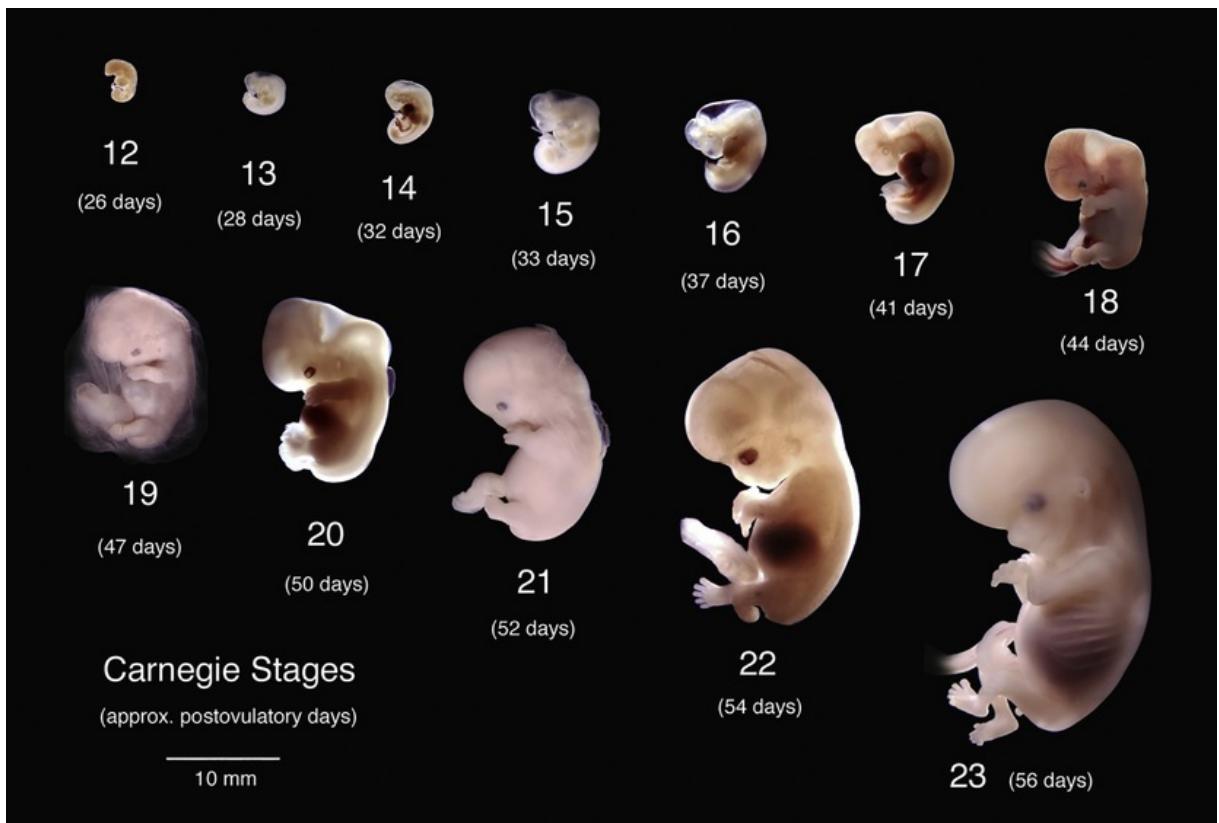 12
(26 days)
13
(28 days)
14
(32 days)
15
(33 days)
16
(37 days)
17
(41 days)
18
(44 days)
19
(47 days)
20
(50 days)
21
(52 days)
22
(54 days)
23 (56 days)
Carnegie Stages
(approx. postovulatory days)
10 mm